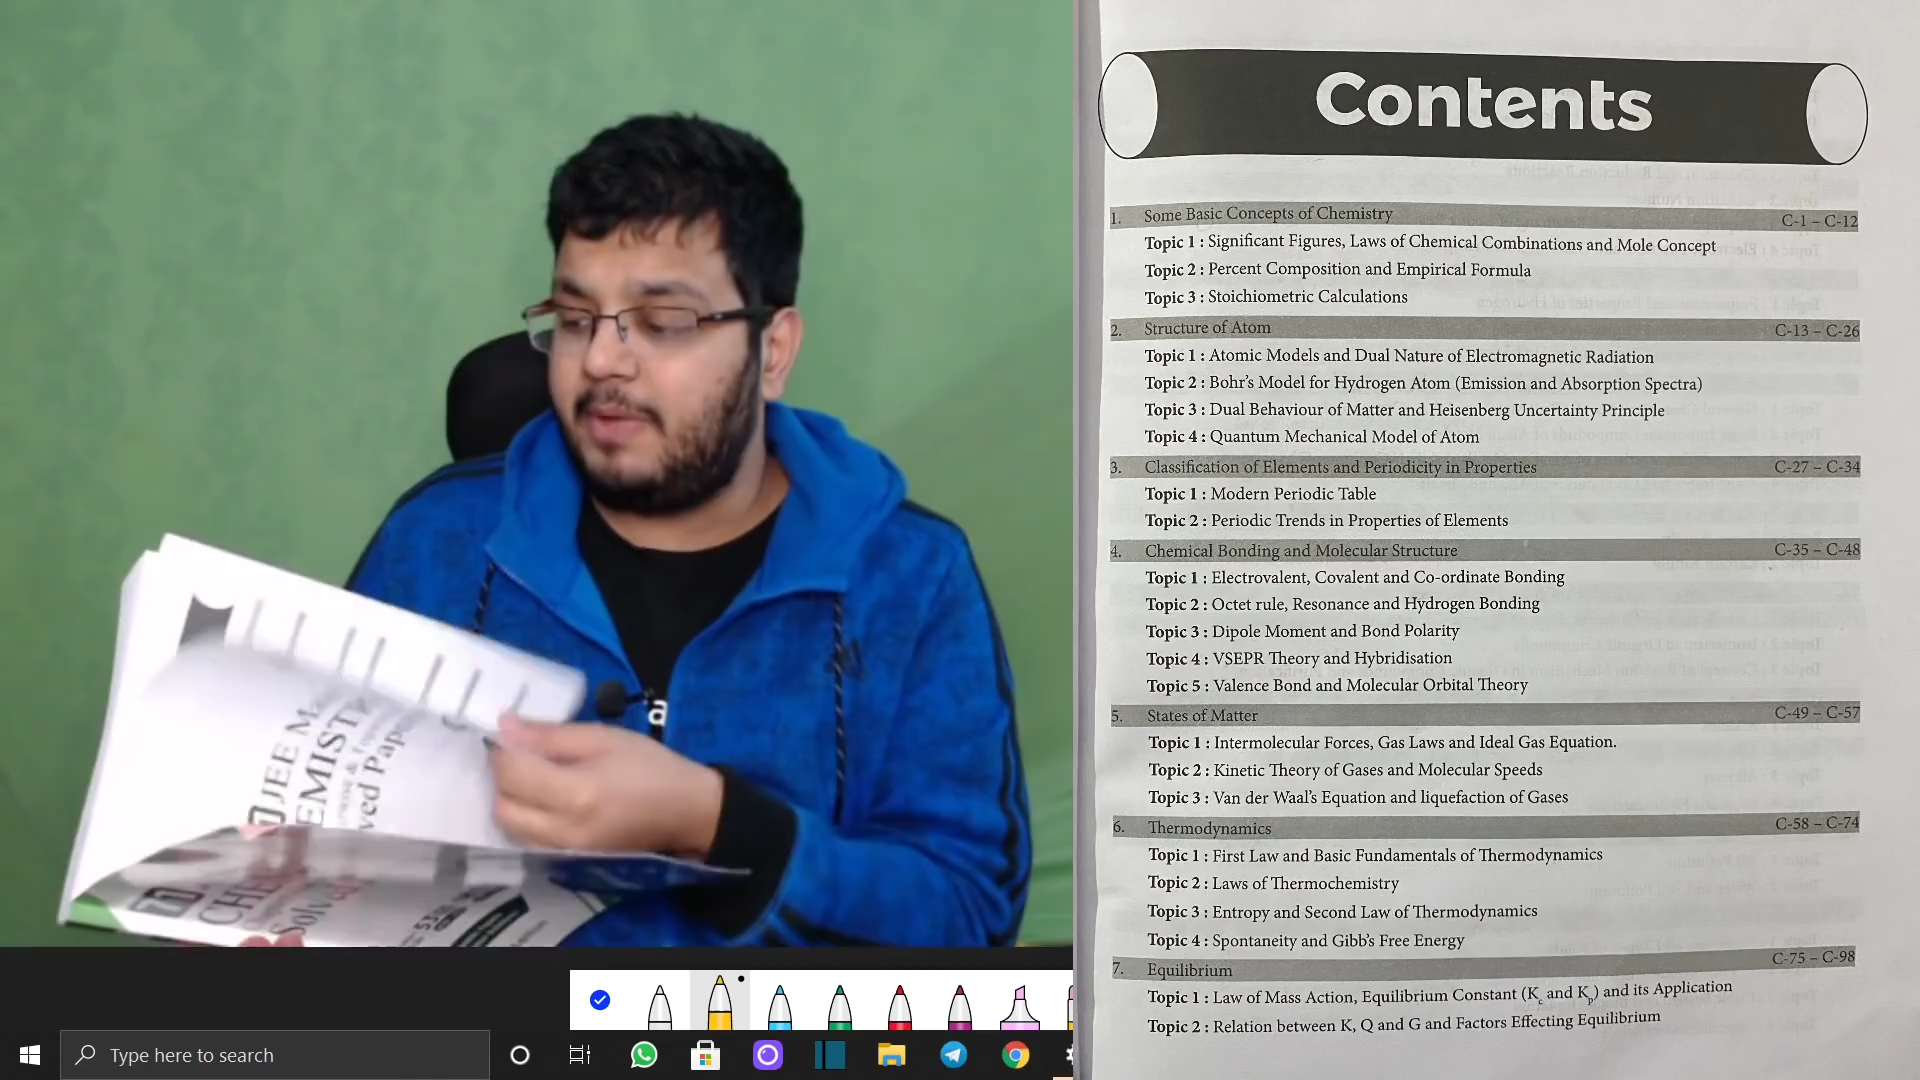 JEE Ma
EMIST
ved Pap
CHE
Solved
Type here to search
Contents
1. Some Basic Concepts of Chemistry C-1 – C-12
Topic 1 : Significant Figures, Laws of Chemical Combinations and Mole Concept
Topic 2 : Percent Composition and Empirical Formula
Topic 3 : Stoichiometric Calculations
2. Structure of Atom C-13 – C-26
Topic 1 : Atomic Models and Dual Nature of Electromagnetic Radiation
Topic 2 : Bohr's Model for Hydrogen Atom (Emission and Absorption Spectra)
Topic 3 : Dual Behaviour of Matter and Heisenberg Uncertainty Principle
Topic 4 : Quantum Mechanical Model of Atom
3. Classification of Elements and Periodicity in Properties C-27 – C-34
Topic 1 : Modern Periodic Table
Topic 2 : Periodic Trends in Properties of Elements
4. Chemical Bonding and Molecular Structure C-35 – C-48
Topic 1 : Electrovalent, Covalent and Co-ordinate Bonding
Topic 2 : Octet rule, Resonance and Hydrogen Bonding
Topic 3 : Dipole Moment and Bond Polarity
Topic 4 : VSEPR Theory and Hybridisation
Topic 5 : Valence Bond and Molecular Orbital Theory
5. States of Matter C-49 – C-57
Topic 1 : Intermolecular Forces, Gas Laws and Ideal Gas Equation.
Topic 2 : Kinetic Theory of Gases and Molecular Speeds
Topic 3 : Van der Waal's Equation and liquefaction of Gases
6. Thermodynamics C-58 – C-74
Topic 1 : First Law and Basic Fundamentals of Thermodynamics
Topic 2 : Laws of Thermochemistry
Topic 3 : Entropy and Second Law of Thermodynamics
Topic 4 : Spontaneity and Gibb's Free Energy
7. Equilibrium C-75 – C-98
Topic 1 : Law of Mass Action, Equilibrium Constant (Kc and Kp) and its Application
Topic 2 : Relation between K, Q and G and Factors Effecting Equilibrium